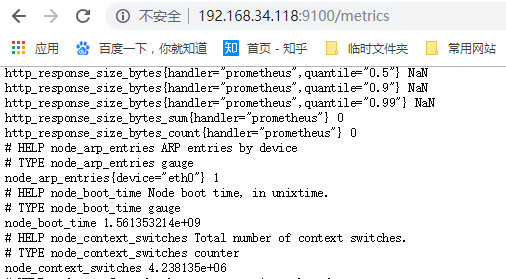 不安全 192.168.34.118:9100/metrics
应用 百度一下,你就知道 知 首页 - 知乎 临时文件夹 常用网站
http_response_size_bytes{handler="prometheus",quantile="0.5"} NaN
http_response_size_bytes{handler="prometheus",quantile="0.9"} NaN
http_response_size_bytes{handler="prometheus",quantile="0.99"} NaN
http_response_size_bytes_sum{handler="prometheus"} 0
http_response_size_bytes_count{handler="prometheus"} 0
# HELP node_arp_entries ARP entries by device
# TYPE node_arp_entries gauge
node_arp_entries{device="eth0"} 1
# HELP node_boot_time Node boot time, in unixtime.
# TYPE node_boot_time gauge
node_boot_time 1.561353214e+09
# HELP node_context_switches Total number of context switches.
# TYPE node_context_switches counter
node_context_switches 4.238135e+06